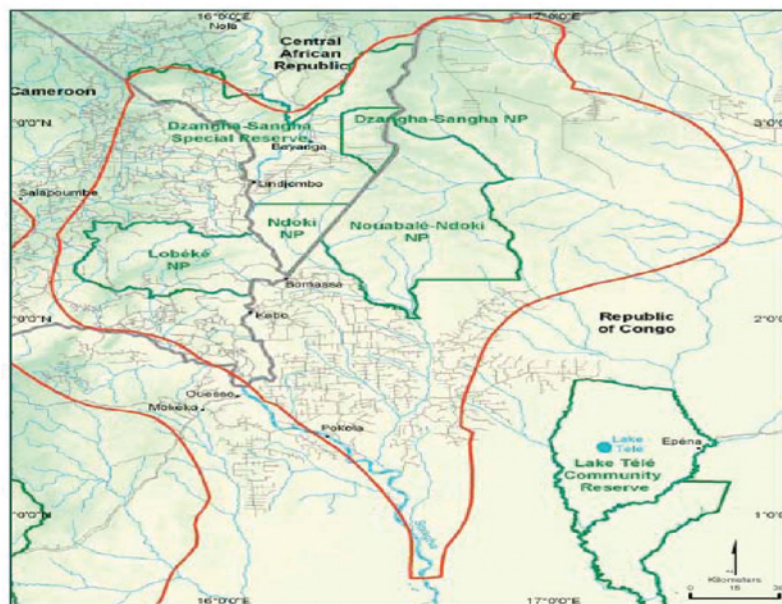 16°0'0"E
17°0'0"E
Nola
Central
African
Republic
Cameroon
3°0'0"N
3°0'0"
Dzangha-Sangha NP
Dzangha-Sangha
Special Reserve
Bayanga
Lindjombo
Salapoumbe
Ndoki
NP
Nouabalé-Ndoki
NP
Lobéké
NP
Bomassa
Kabo
2°0'0"N
2°0'0"
Republic
of Congo
Ouesso
Mokéko
Pokola
Lake
Télé
Epéna
Lake Télé
Community
Reserve
Sangha
1°0'0"N
1°0'0"
Kilometers
0 15 30
16°0'0"E
17°0'0"E